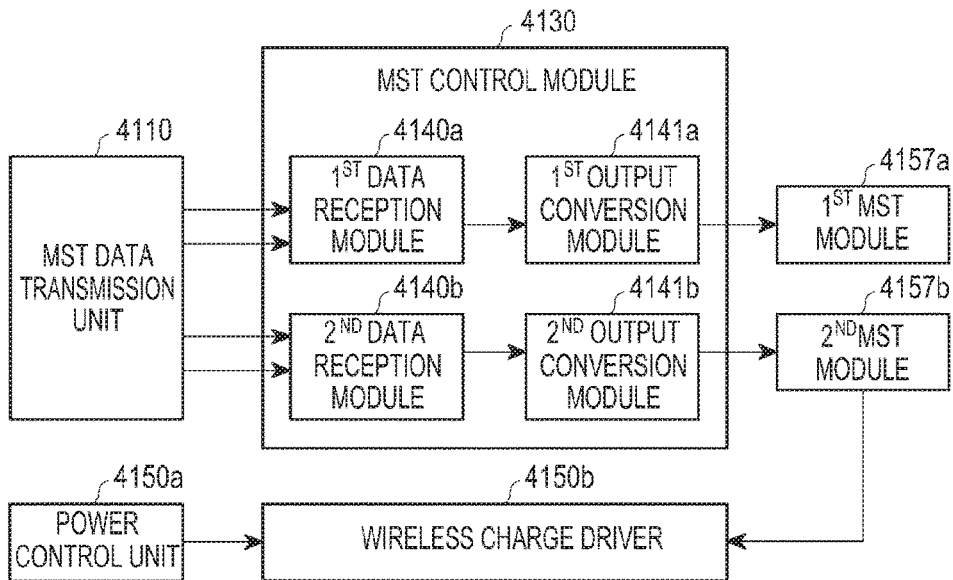 4130
MST CONTROL MODULE
4110
MST DATA
TRANSMISSION
UNIT
4140a
1ST DATA
RECEPTION
MODULE
4141a
1ST OUTPUT
CONVERSION
MODULE
4157a
1ST MST
MODULE
4140b
2ND DATA
RECEPTION
MODULE
4141b
2ND OUTPUT
CONVERSION
MODULE
4157b
2ND MST
MODULE
4150a
POWER
CONTROL UNIT
4150b
WIRELESS CHARGE DRIVER